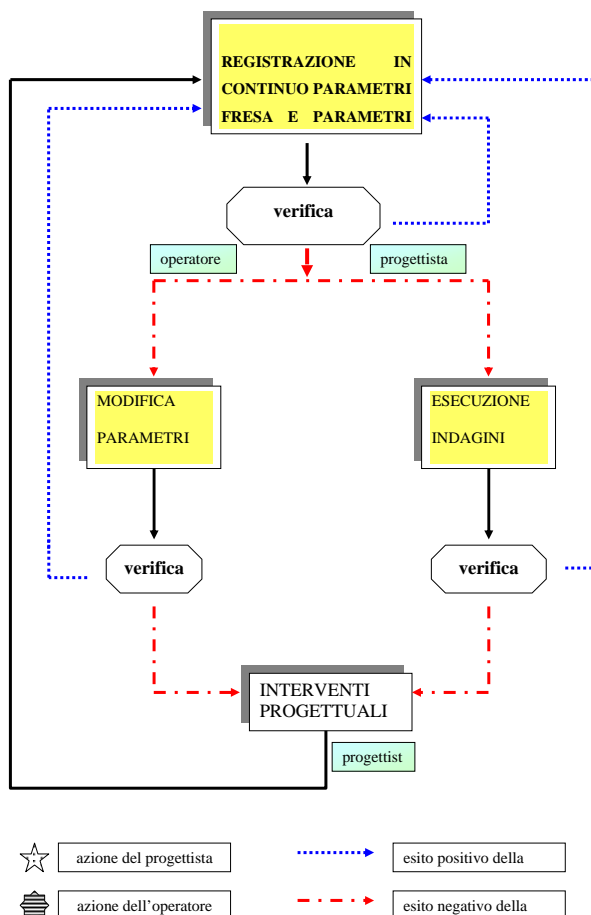 REGISTRAZIONE IN
CONTINUO PARAMETRI
FRESA E PARAMETRI
verifica
operatore
progettista
MODIFICA
PARAMETRI
ESECUZIONE
INDAGINI
verifica
verifica
INTERVENTI
PROGETTUALI
progettist
azione del progettista
esito positivo della
azione dell'operatore
esito negativo della